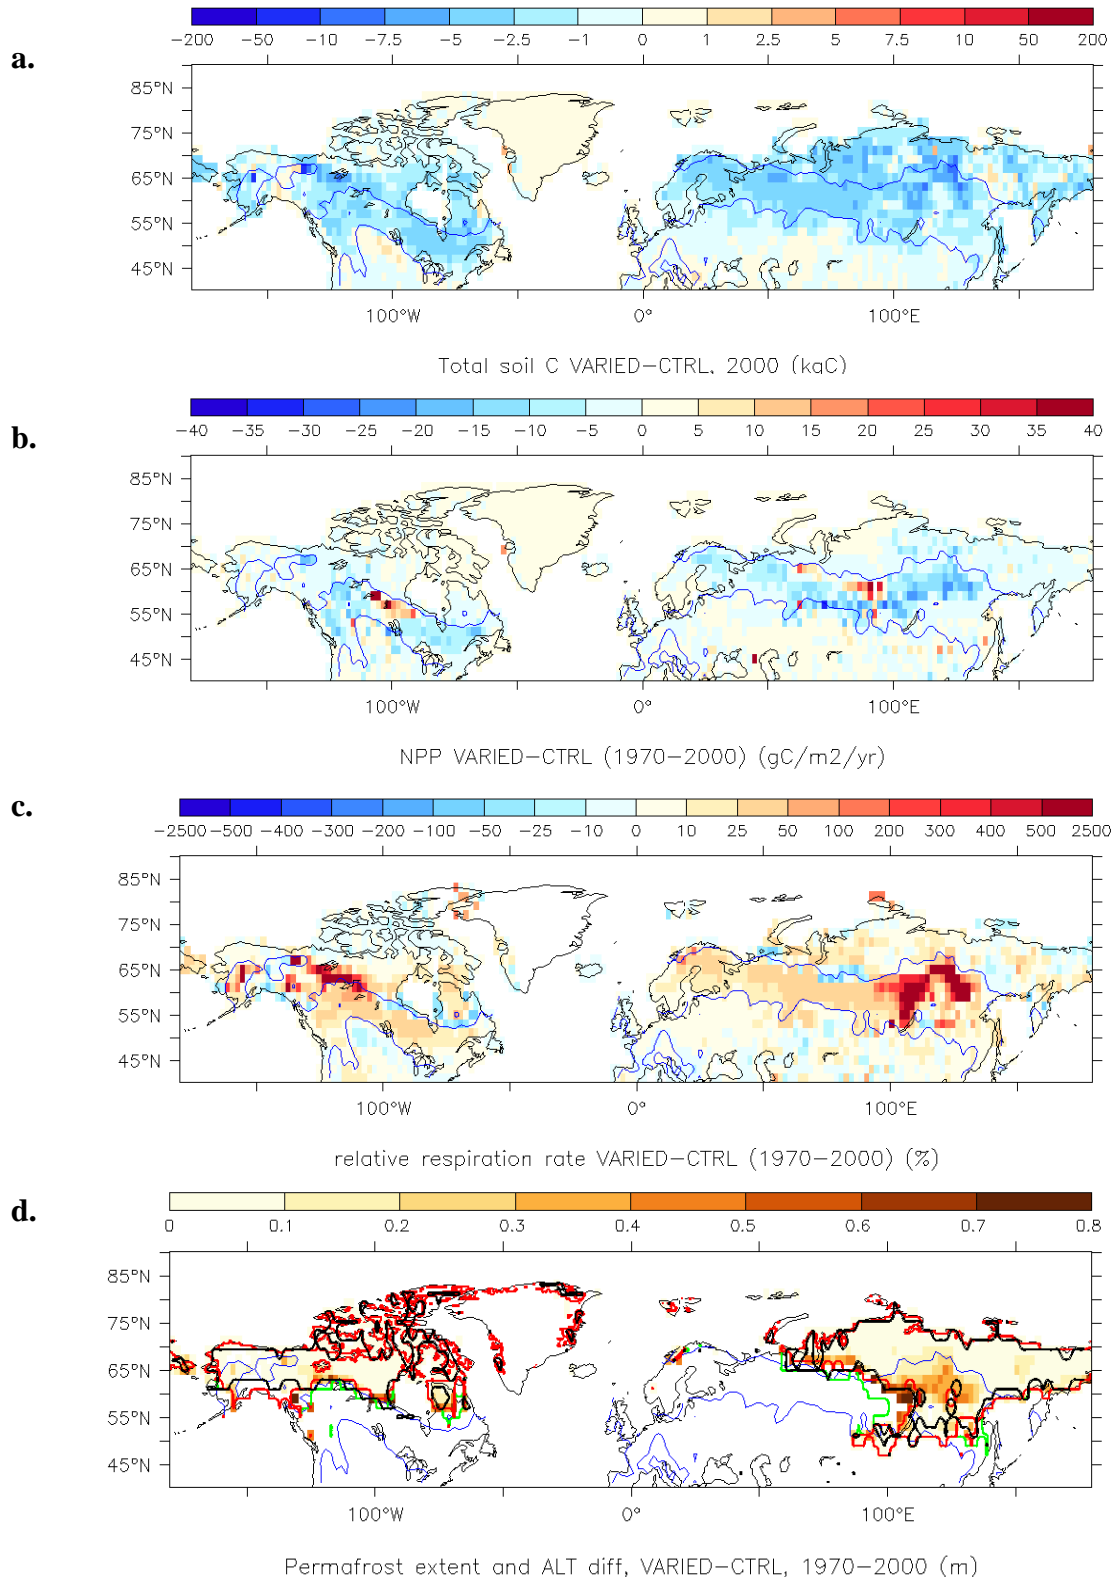 −200 −50 −10 −7.5 −5 −2.5 −1 0 1 2.5 5 7.5 10 50 200
a.
85°N
75°N
65°N
55°N
45°N
100°W 0° 100°E
Total soil C VARIED−CTRL, 2000 (kgC)
−40 −35 −30 −25 −20 −15 −10 −5 0 5 10 15 20 25 30 35 40
b.
85°N
75°N
65°N
55°N
45°N
100°W 0° 100°E
NPP VARIED−CTRL (1970−2000) (gC/m2/yr)
c.
−2500 −500 −400 −300 −200 −100 −50 −25 −10 0 10 25 50 100 200 300 400 500 2500
85°N
75°N
65°N
55°N
45°N
100°W 0° 100°E
relative respiration rate VARIED−CTRL (1970−2000) (%)
d.
0 0.1 0.2 0.3 0.4 0.5 0.6 0.7 0.8
85°N
75°N
65°N
55°N
45°N
100°W 0° 100°E
Permafrost extent and ALT diff, VARIED−CTRL, 1970−2000 (m)